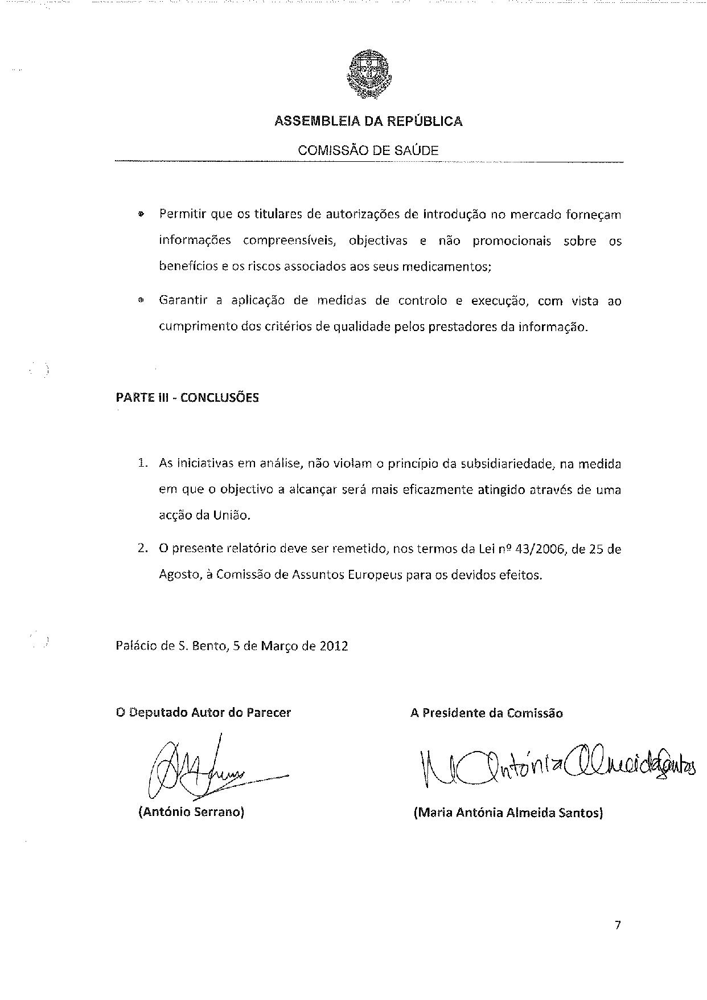 ASSEMBLEIA DA REPÚBLICA
COMISSÃO DE SAÚDE
Permitir que os titulares de autorizações de introdução no mercado forneçam
informações compreensíveis, objectivas e não promocionais sobre os
benefícios e os riscos associados aos seus medicamentos;
Garantir a aplicação de medidas de controlo e execução, com vista ao
cumprimento dos critérios de qualidade pelos prestadores da informação.
PARTE III - CONCLUSÕES
1. As iniciativas em análise, não violam o princípio da subsidiariedade, na medida
em que o objectivo a alcançar será mais eficazmente atingido através de uma
acção da União.
2. O presente relatório deve ser remetido, nos termos da Lei nº 43/2006, de 25 de
Agosto, à Comissão de Assuntos Europeus para os devidos efeitos.
Palácio de S. Bento, 5 de Março de 2012
O Deputado Autor do Parecer A Presidente da Comissão
M Antónia Almeida Santos
(António Serrano) (Maria Antónia Almeida Santos)
7